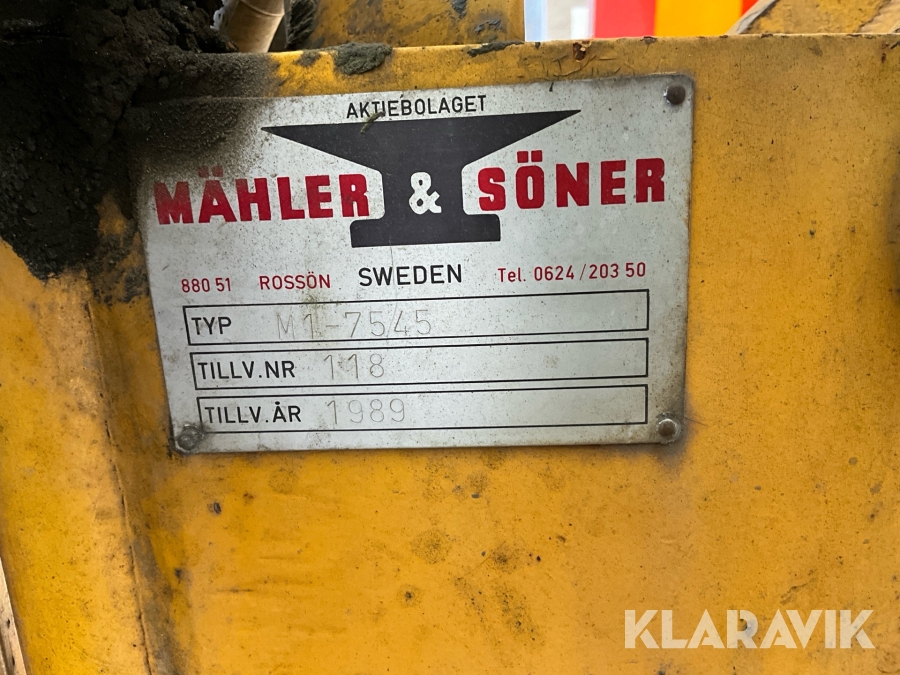 AKTIEBOLAGET
MÄHLER & SÖNER
880 51 ROSSÖN SWEDEN Tel. 0624/203 50
TYP M1-7545
TILLV.NR 118
TILLV.ÅR 1989
KLARAVIK